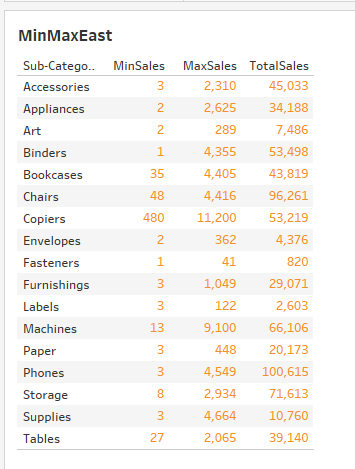 MinMaxEast
Sub-Catego.. MinSales MaxSales TotalSales
Accessories 3 2,310 45,033
Appliances 2 2,625 34,188
Art 2 289 7,486
Binders 1 4,355 53,498
Bookcases 35 4,405 43,819
Chairs 48 4,416 96,261
Copiers 480 11,200 53,219
Envelopes 2 362 4,376
Fasteners 1 41 820
Furnishings 3 1,049 29,071
Labels 3 122 2,603
Machines 13 9,100 66,106
Paper 3 448 20,173
Phones 3 4,549 100,615
Storage 8 2,934 71,613
Supplies 3 4,664 10,760
Tables 27 2,065 39,140